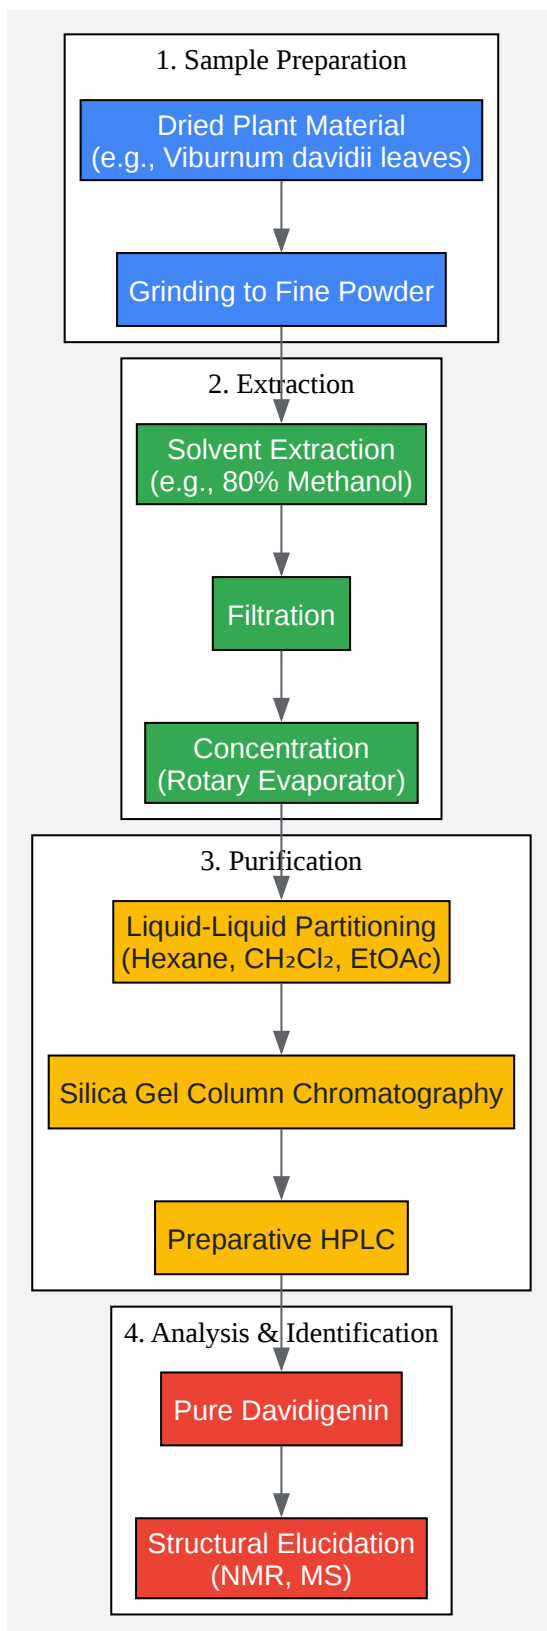 1. Sample Preparation
Dried Plant Material
(e.g., Viburnum davidii leaves)
Grinding to Fine Powder
2. Extraction
Solvent Extraction
(e.g., 80% Methanol)
Filtration
Concentration
(Rotary Evaporator)
3. Purification
Liquid-Liquid Partitioning
(Hexane, CH₂Cl₂, EtOAc)
Silica Gel Column Chromatography
Preparative HPLC
4. Analysis & Identification
Pure Davidigenin
Structural Elucidation
(NMR, MS)